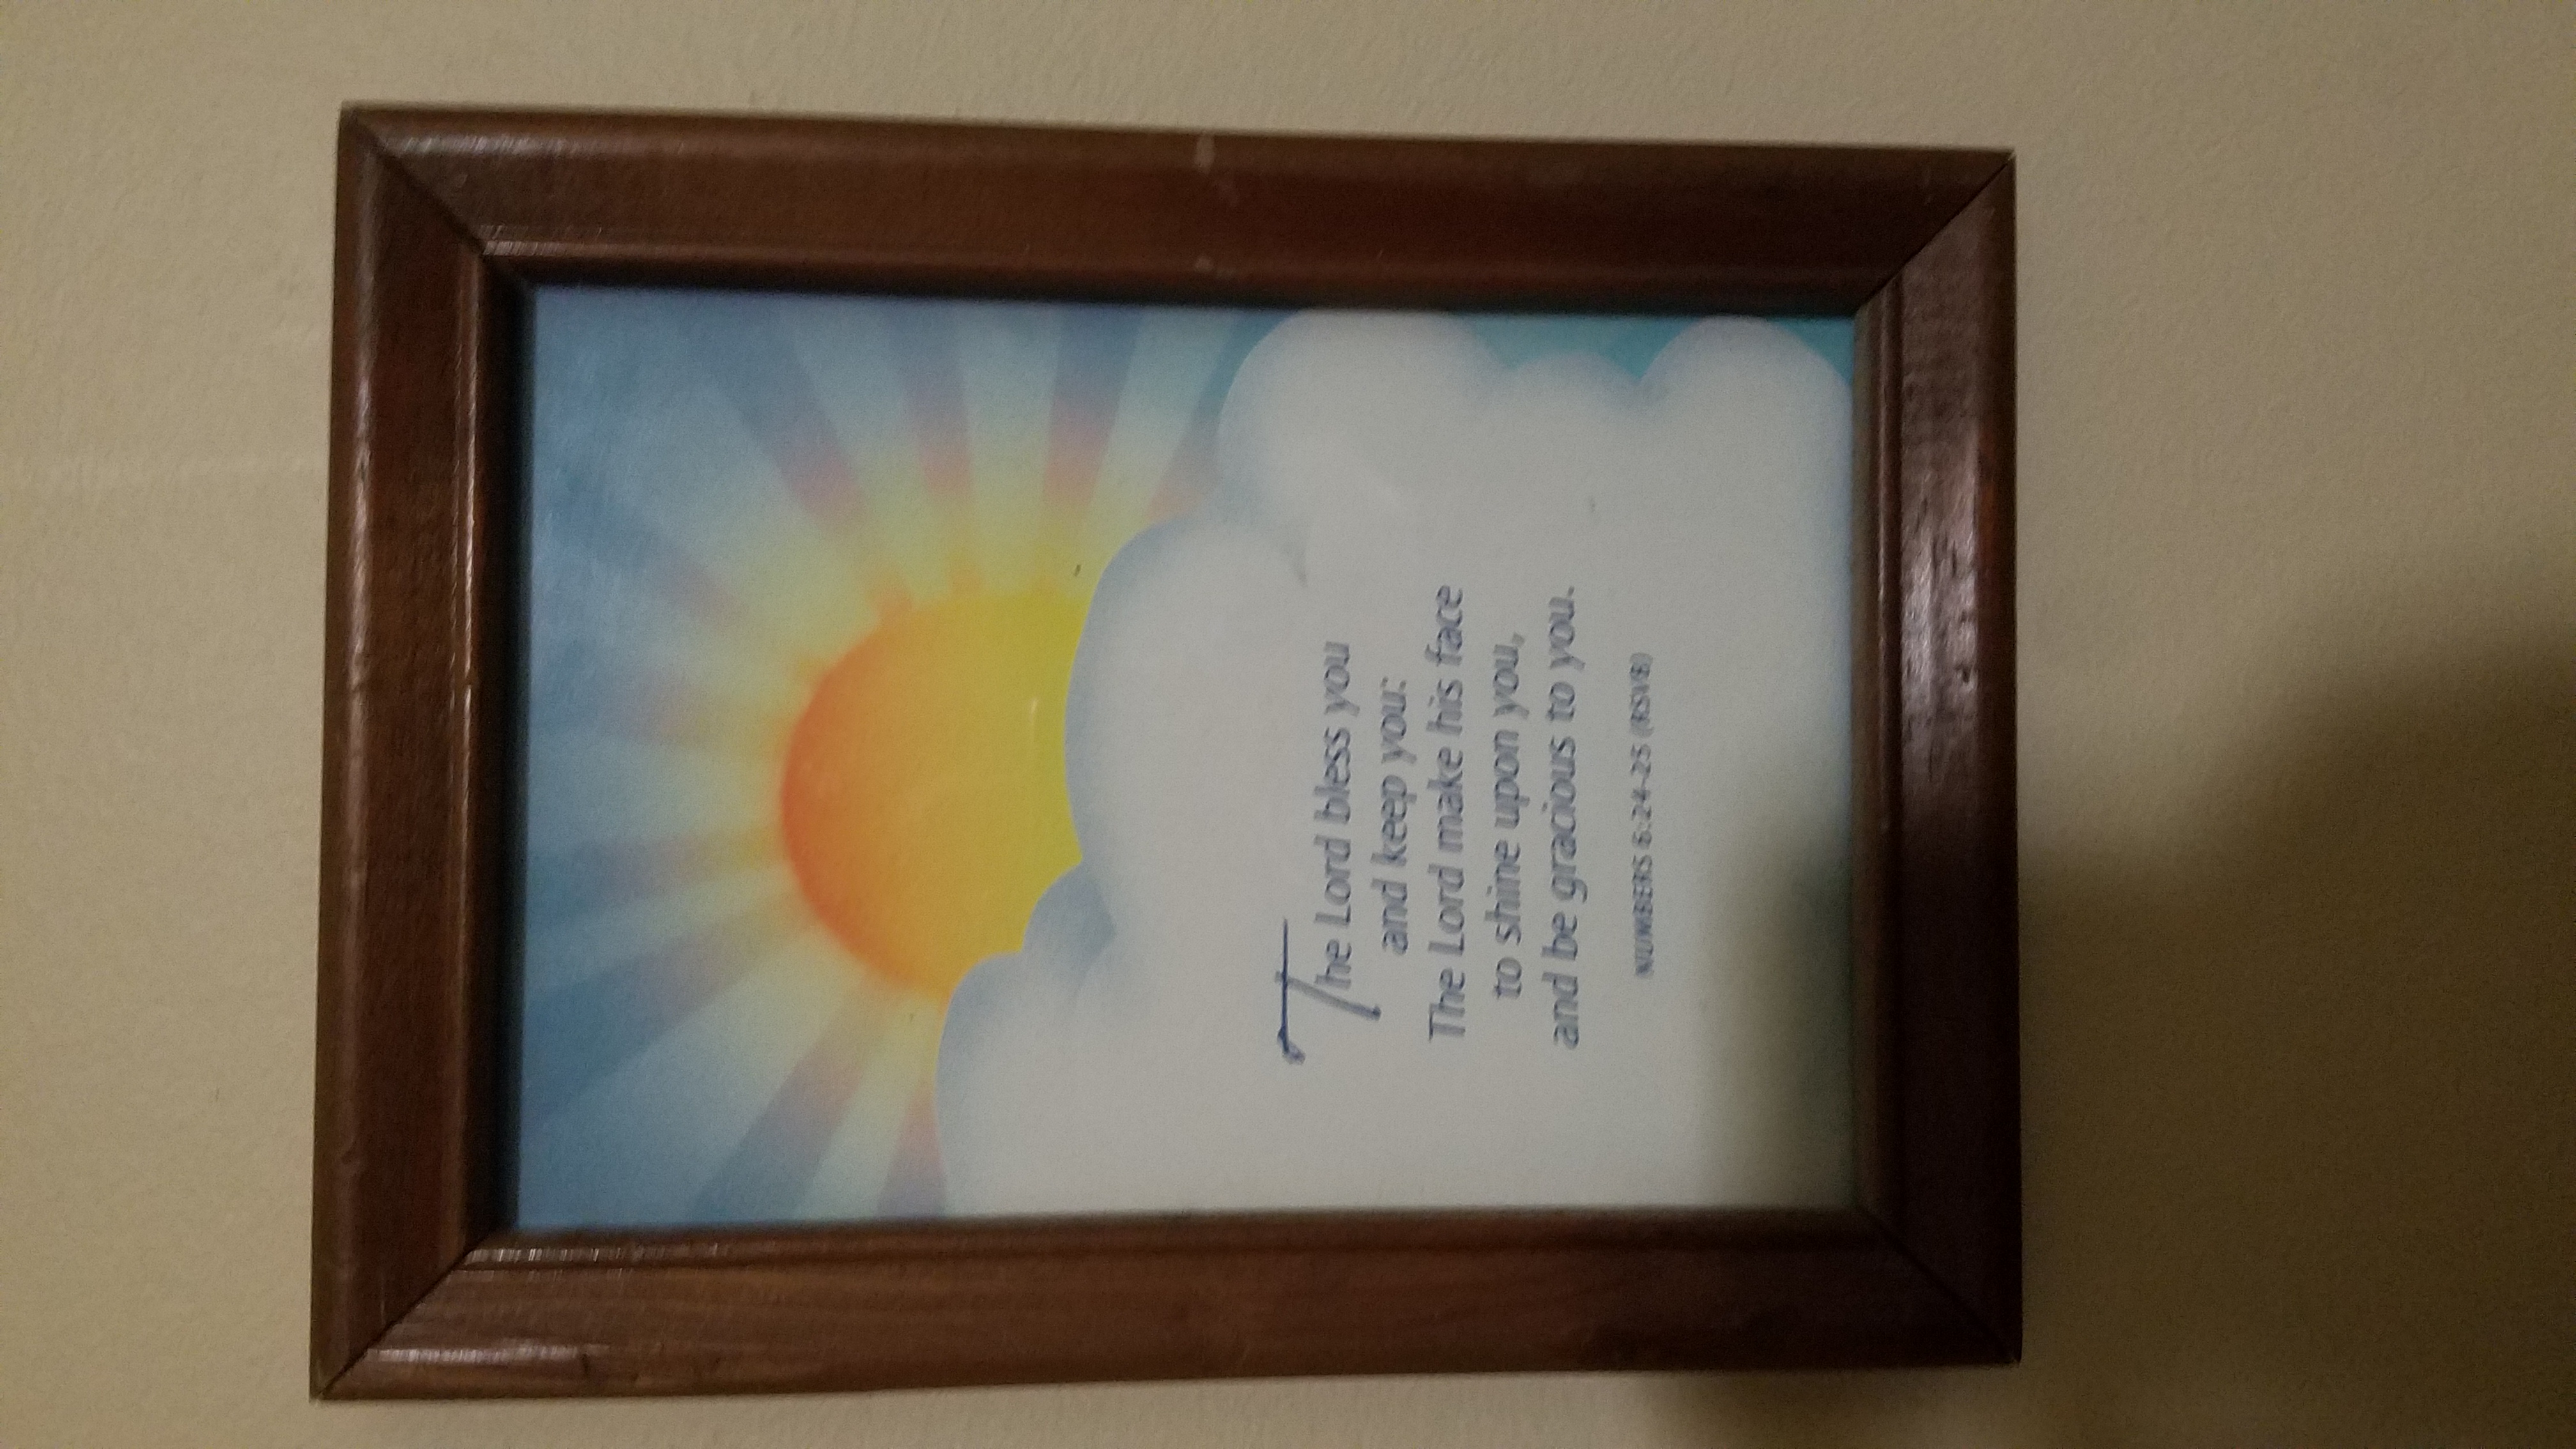 The Lord bless you
and keep you:
The Lord make his face
to shine upon you,
and be gracious to you.
NUMBERS 6:24-25 (RSVB)